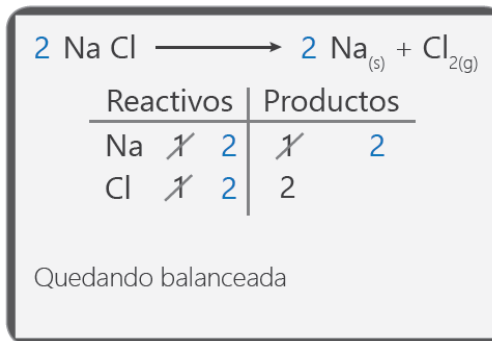 2 Na Cl ⟶ 2 Na(s) + Cl2(g)
Reactivos | Productos
Na 1 2 | 1 2
Cl 1 2 | 2
Quedando balanceada